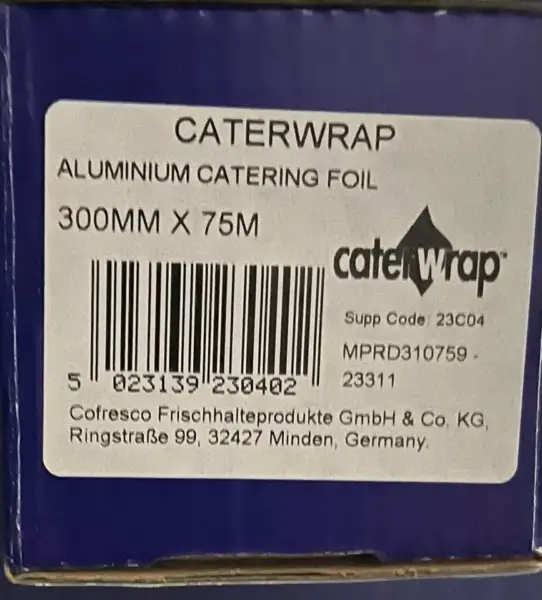 CATERWRAP
ALUMINIUM CATERING FOIL
300MM X 75M
caterwrap™
Supp Code: 23C04
MPRD310759 -
23311
5 023139 230402
Cofresco Frischhalteprodukte GmbH & Co. KG,
Ringstraße 99, 32427 Minden, Germany.